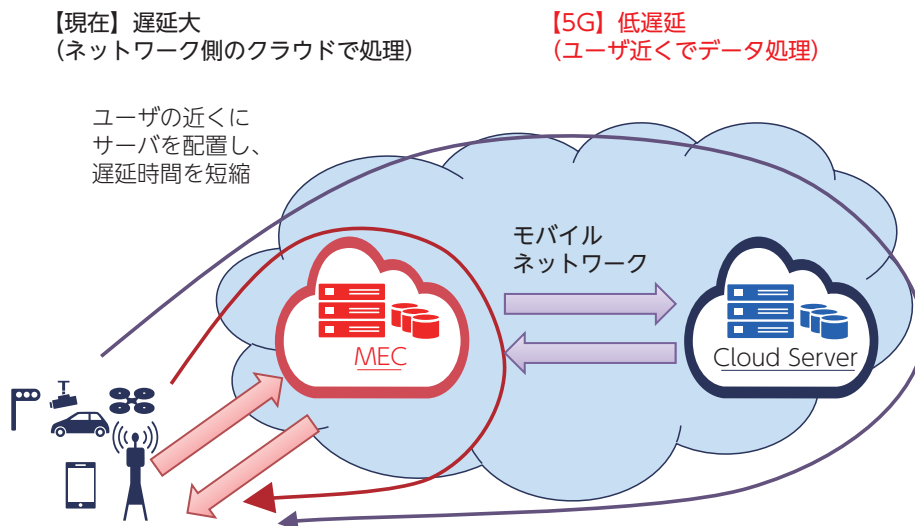 【現在】遅延大
（ネットワーク側のクラウドで処理）
【5G】低遅延
（ユーザ近くでデータ処理）
ユーザの近くに
サーバを配置し、
遅延時間を短縮
モバイル
ネットワーク
MEC
Cloud Server